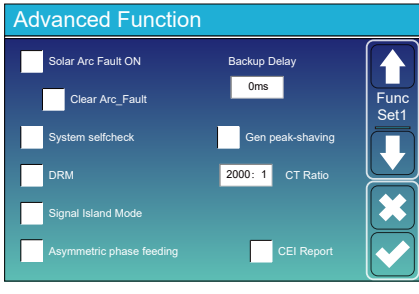 Advanced Function
Solar Arc Fault ON
Backup Delay
0ms
Clear Arc_Fault
Func
Set1
System selfcheck
Gen peak-shaving
DRM
2000: 1
CT Ratio
Signal Island Mode
Asymmetric phase feeding
CEI Report